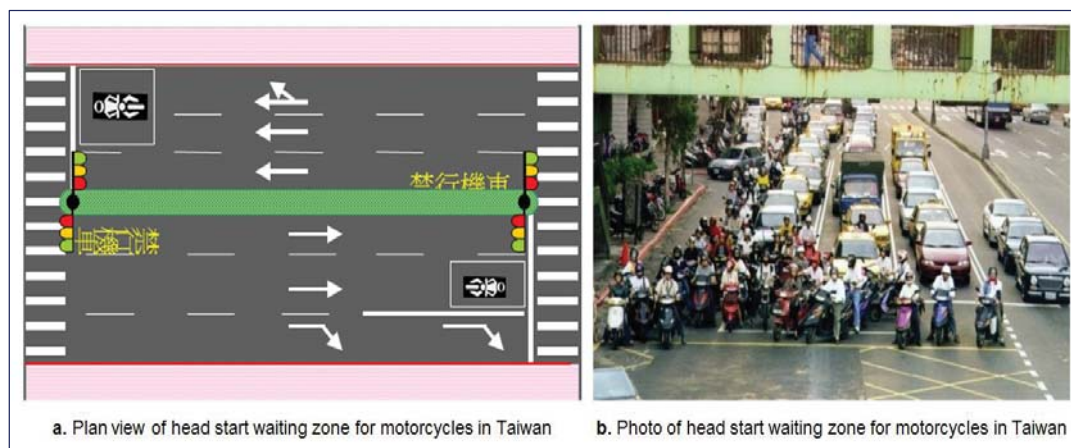 禁行機車
禁行
機車
a. Plan view of head start waiting zone for motorcycles in Taiwan
b. Photo of head start waiting zone for motorcycles in Taiwan